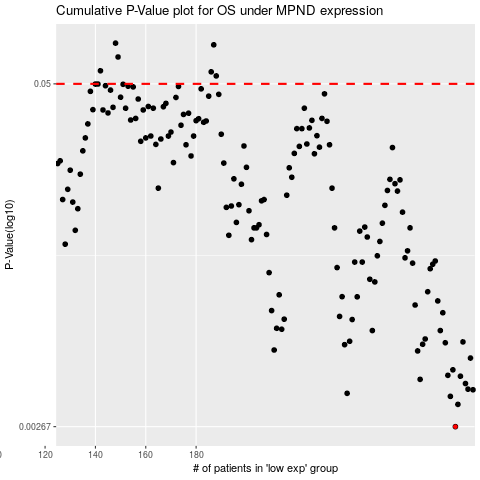 Cumulative P-Value plot for OS under MPND expression
P-Value(log10)
0.05
0.00267
0
120
140
160
180
# of patients in 'low exp' group